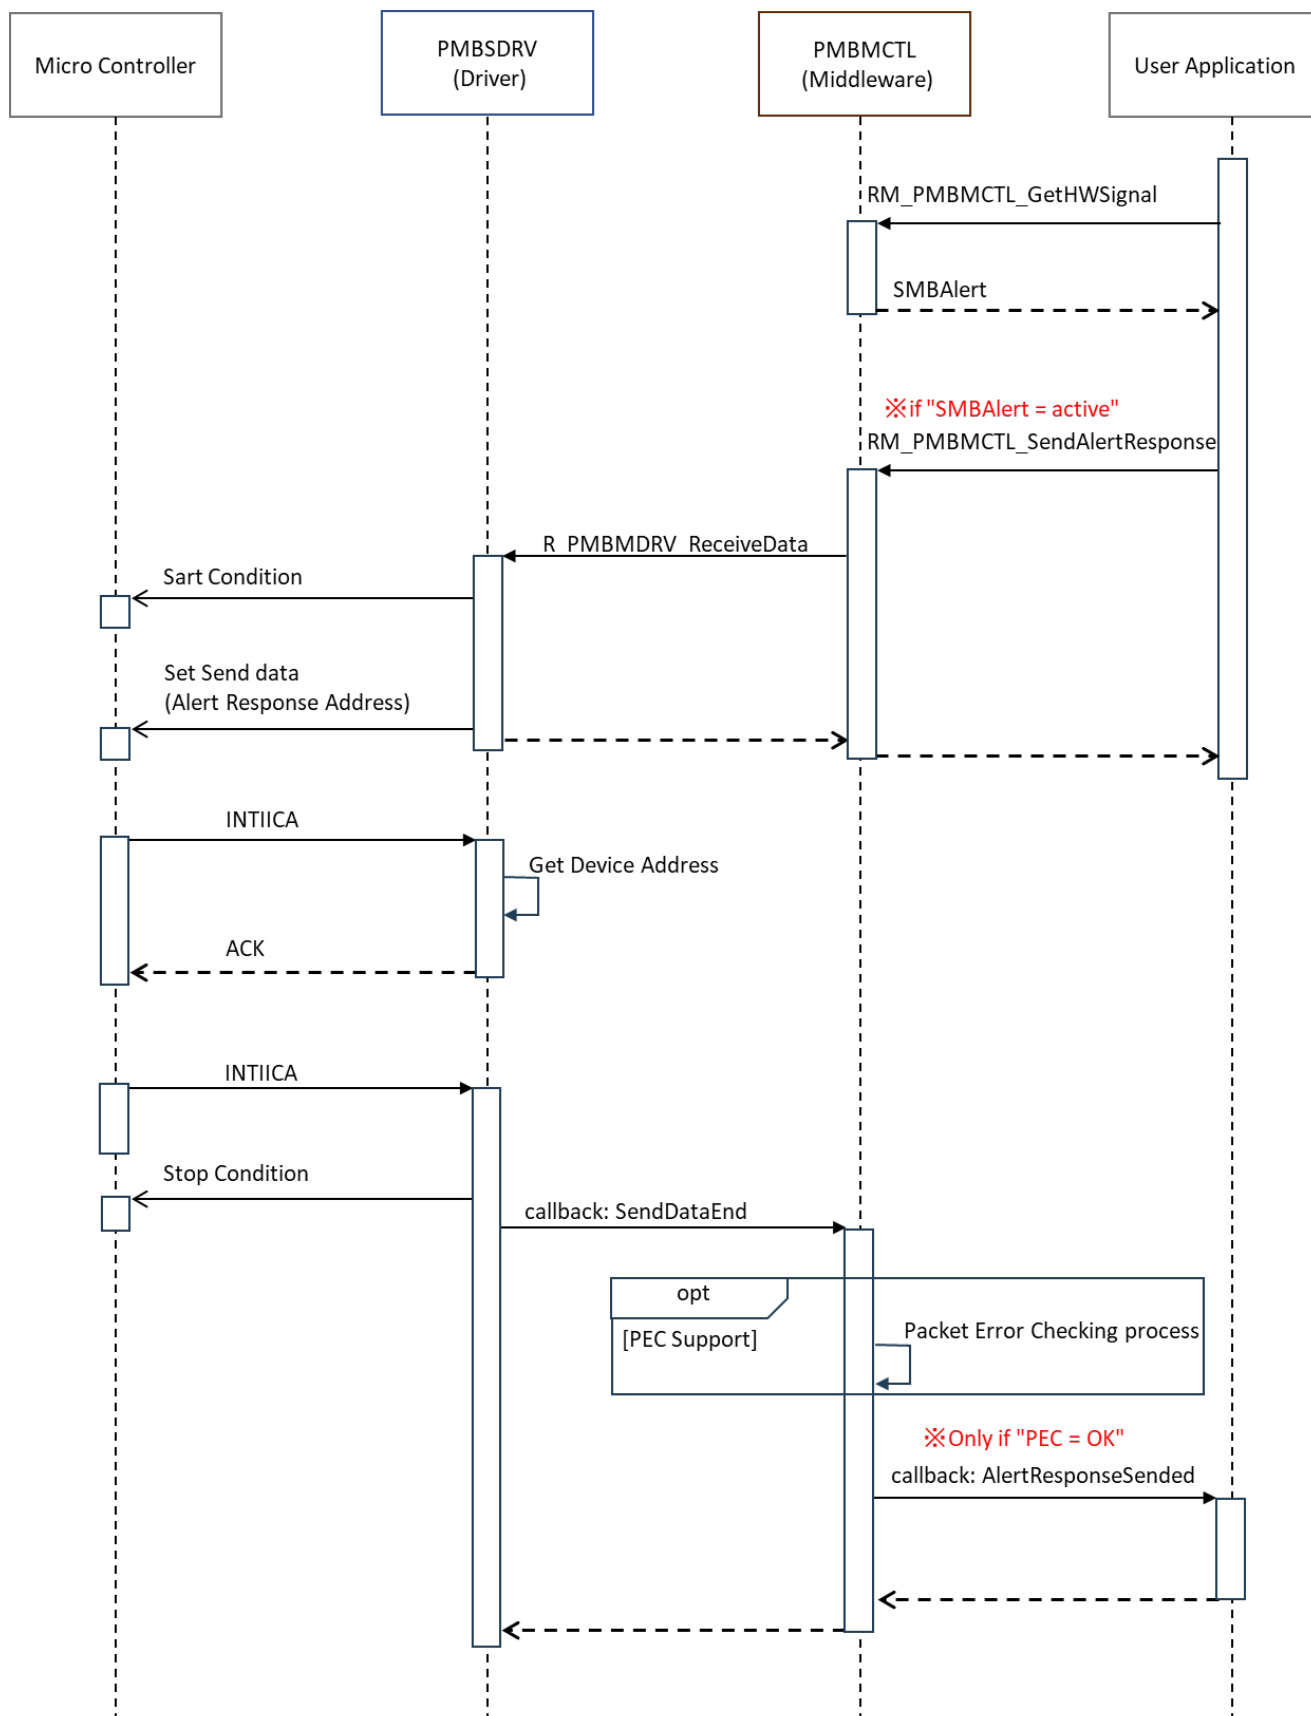 Micro Controller
PMBSDRV
(Driver)
PMBMCTL
(Middleware)
User Application
RM_PMBMCTL_GetHWSignal
SMBAlert
※if "SMBAlert = active"
RM_PMBMCTL_SendAlertResponse
R_PMBMDRV_ReceiveData
Sart Condition
Set Send data
(Alert Response Address)
INTIICA
Get Device Address
ACK
INTIICA
Stop Condition
callback: SendDataEnd
opt
[PEC Support]
Packet Error Checking process
※Only if "PEC = OK"
callback: AlertResponseSended